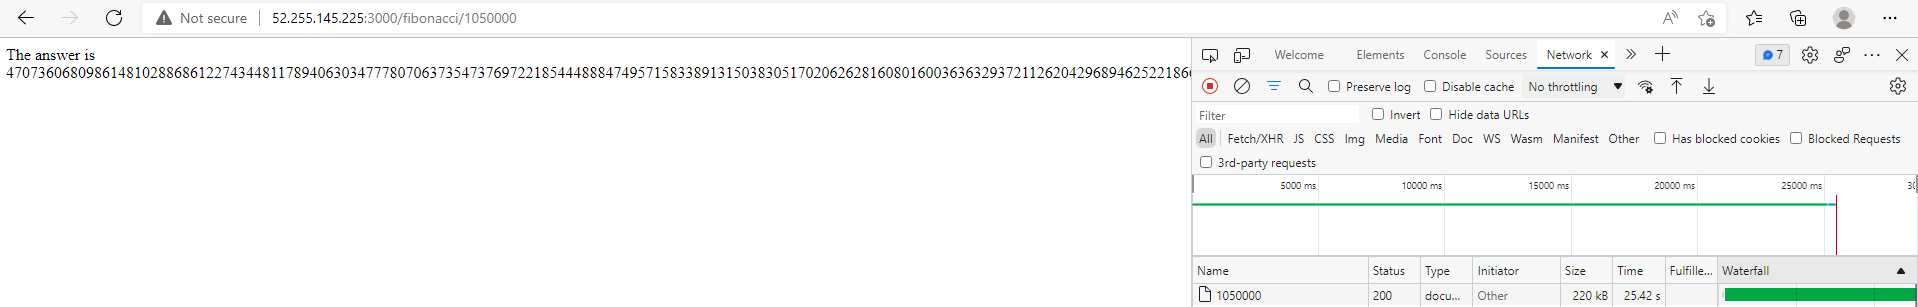 Not secure | 52.255.145.225:3000/fibonacci/1050000
The answer is
Welcome Elements Console Sources Network 7
Preserve log Disable cache No throttling
Filter Invert Hide data URLs
All Fetch/XHR JS CSS Img Media Font Doc WS Wasm Manifest Other Has blocked cookies Blocked Requests
3rd-party requests
5000 ms 10000 ms 15000 ms 20000 ms 25000 ms
Name Status Type Initiator Size Time Fulfille... Waterfall
1050000 200 docu... Other 220 kB 25.42 s